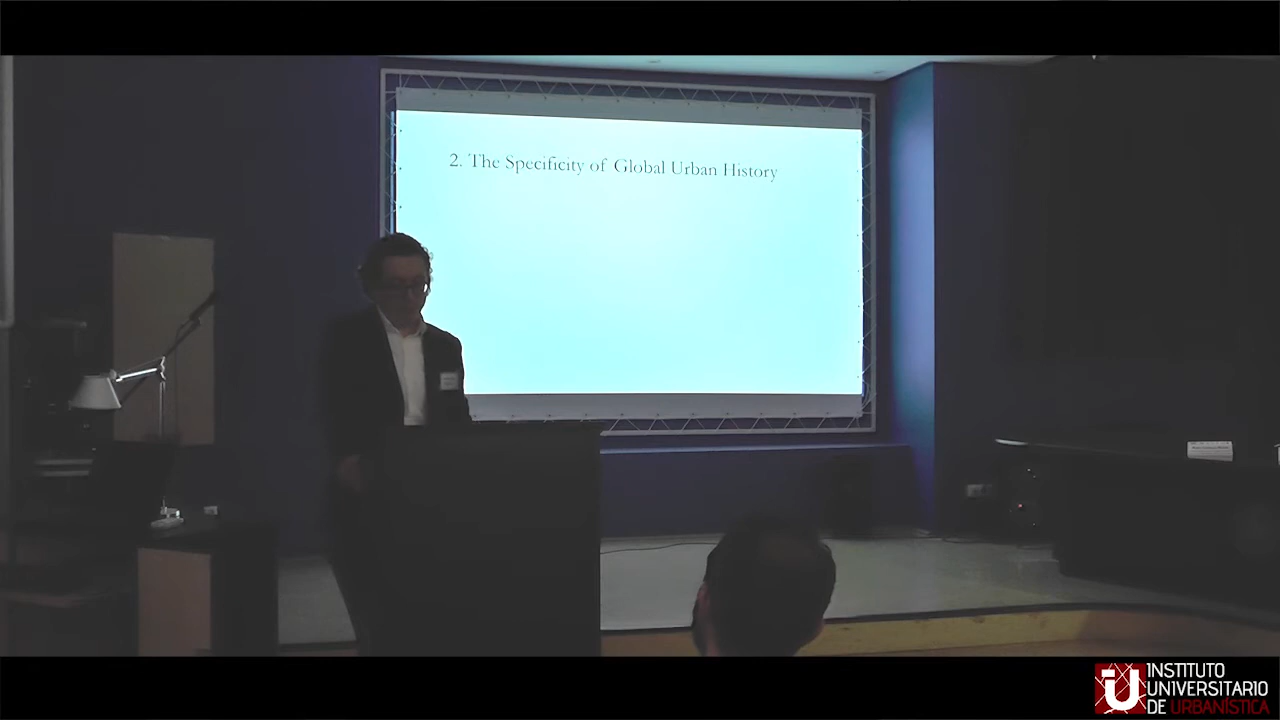 2. The Specificity of Global Urban History
INSTITUTO
UNIVERSITARIO
DE URBANÍSTICA